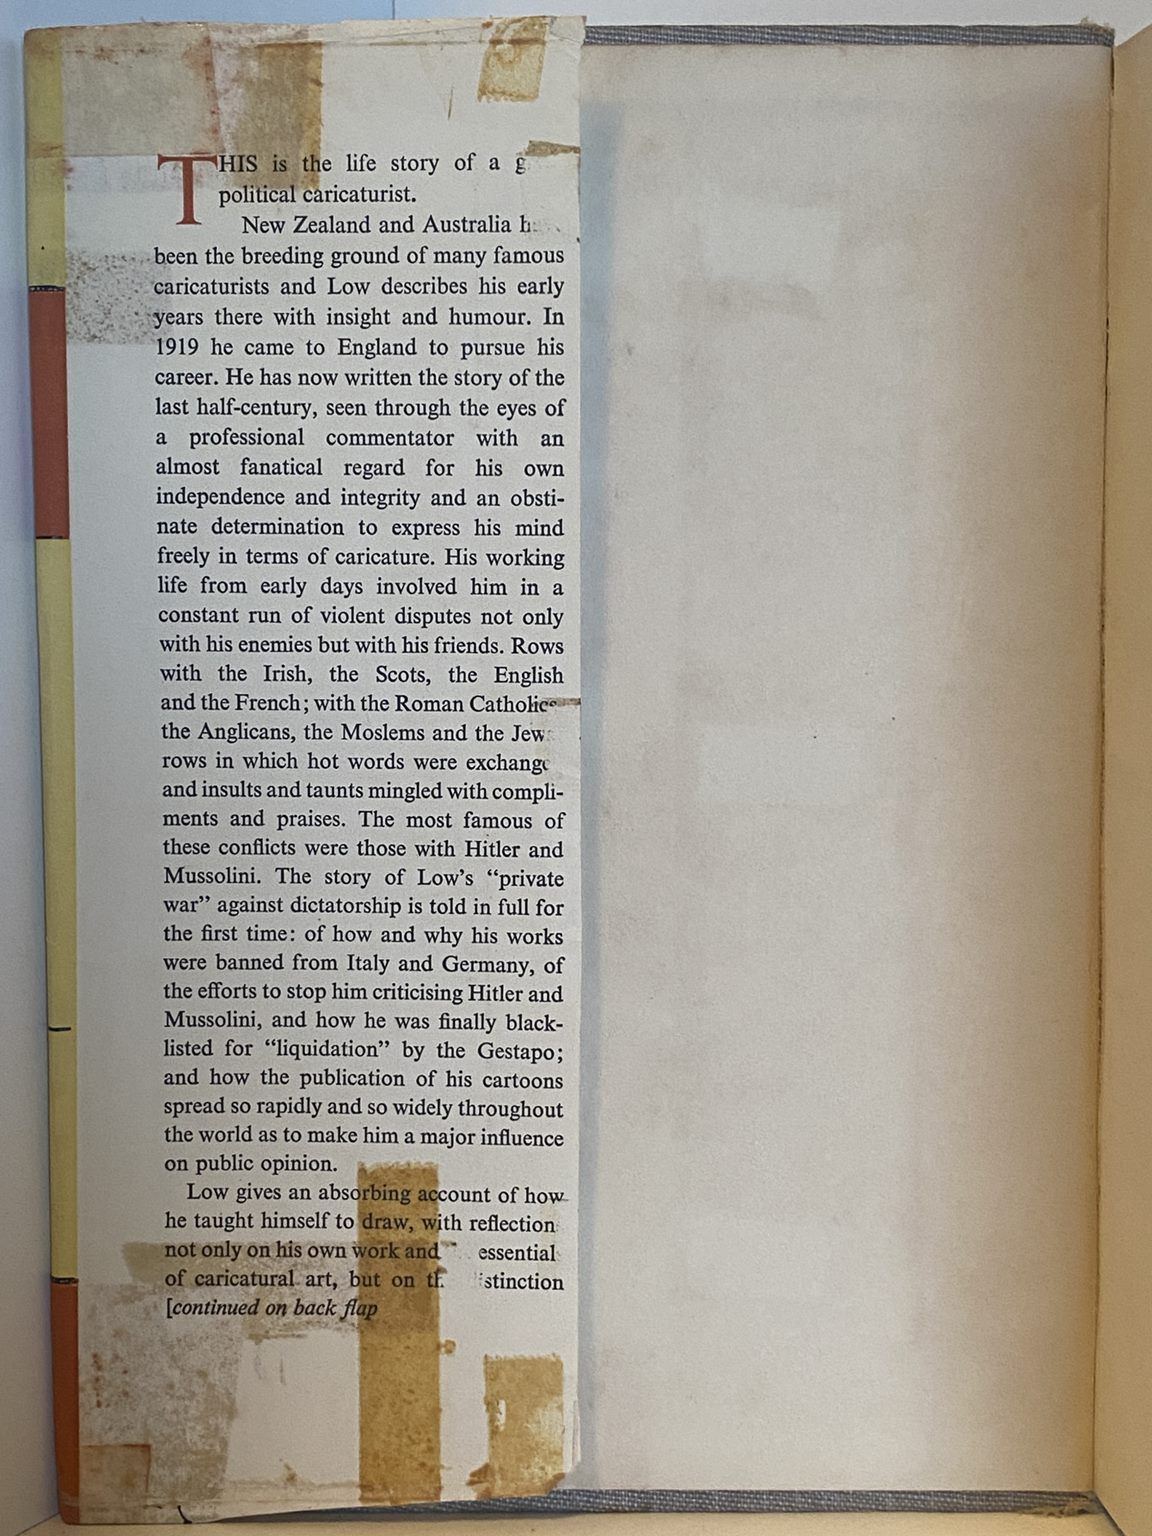 THIS is the life story of a
political caricaturist.
New Zealand and Australia
been the breeding ground of many famous
caricaturists and Low describes his early
years there with insight and humour. In
1919 he came to England to pursue his
career. He has now written the story of the
last half-century, seen through the eyes of
a professional commentator with an
almost fanatical regard for his own
independence and integrity and an obsti-
nate determination to express his mind
freely in terms of caricature. His working
life from early days involved him in a
constant run of violent disputes not only
with his enemies but with his friends. Rows
with the Irish, the Scots, the English
and the French; with the Roman Catholics
the Anglicans, the Moslems and the Jew
rows in which hot words were exchang
and insults and taunts mingled with compli-
ments and praises. The most famous of
these conflicts were those with Hitler and
Mussolini. The story of Low's “private
war” against dictatorship is told in full for
the first time: of how and why his works
were banned from Italy and Germany, of
the efforts to stop him criticising Hitler and
Mussolini, and how he was finally black-
listed for “liquidation” by the Gestapo;
and how the publication of his cartoons
spread so rapidly and so widely throughout
the world as to make him a major influence
on public opinion.
Low gives an absorbing account of how
he taught himself to draw, with reflection
not only on his own work and essential
of caricatural art, but on stinction
[continued on back flap